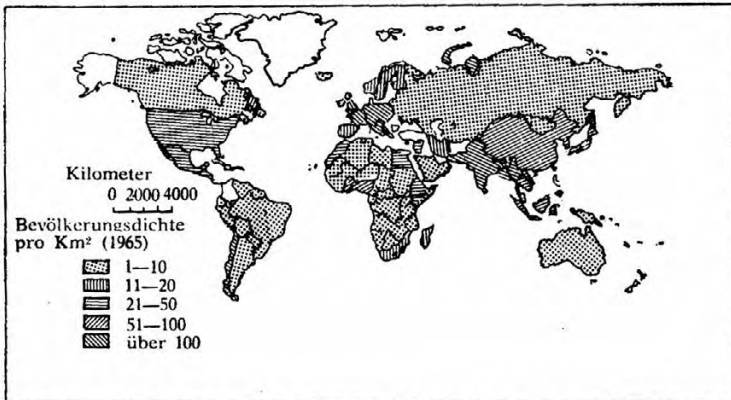 Kilometer
0 2000 4000
Bevölkerungsdichte
pro Km² (1965)
1—10
11—20
21—50
51—100
über 100